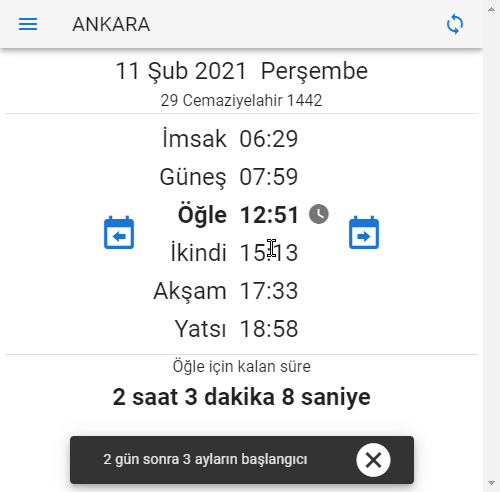 ANKARA
11 Şub 2021 Perşembe
29 Cemaziyelahir 1442
İmsak 06:29
Güneş 07:59
Öğle 12:51
İkindi 15:13
Akşam 17:33
Yatsı 18:58
Öğle için kalan süre
2 saat 3 dakika 8 saniye
2 gün sonra 3 ayların başlangıcı